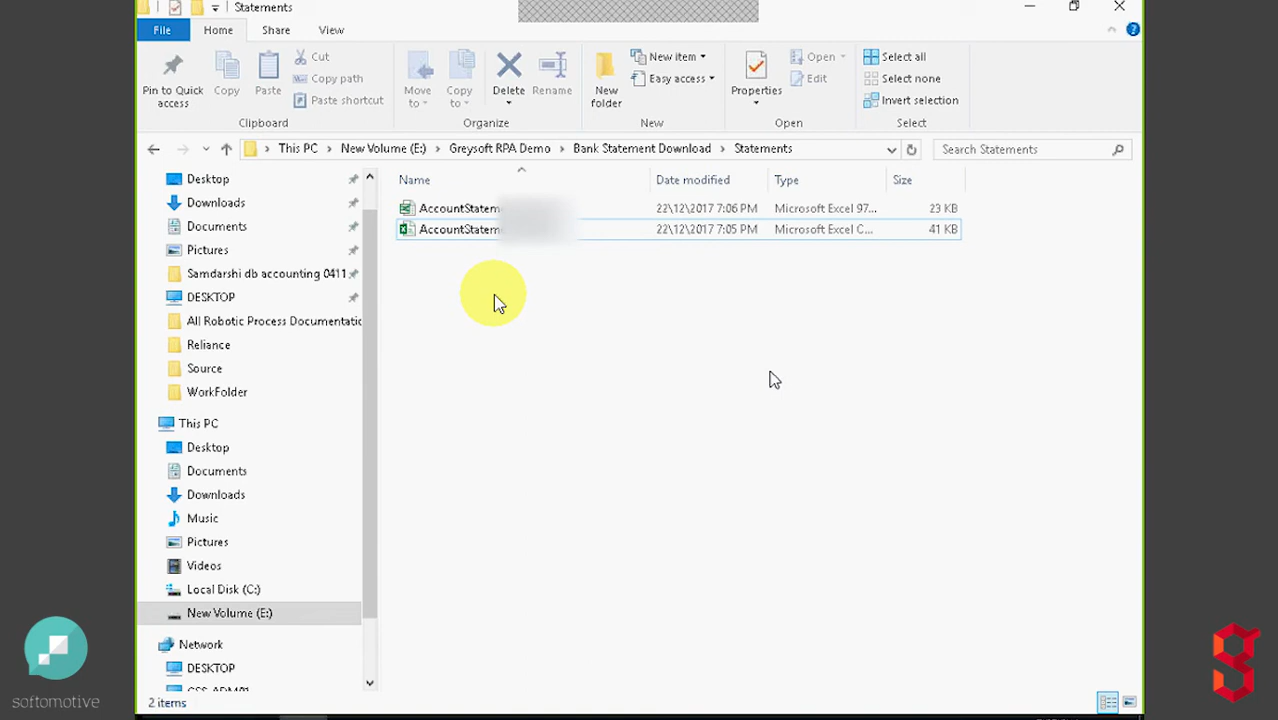 Statements
File Home Share View
Pin to Quick access
Copy
Paste
Cut
Copy path
Paste shortcut
Clipboard
Move to
Copy to
Delete
Rename
Organize
New folder
New item
Easy access
New
Properties
Open
Edit
Open
Select all
Select none
Invert selection
Select
This PC New Volume (E:) Greysoft RPA Demo Bank Statement Download Statements
Search Statements
Name Date modified Type Size
AccountStatem 22\12\2017 7:06 PM Microsoft Excel 97... 23 KB
AccountStatem 22\12\2017 7:05 PM Microsoft Excel C... 41 KB
Desktop
Downloads
Documents
Pictures
Samdarshi db accounting 0411
DESKTOP
All Robotic Process Documentatic
Reliance
Source
WorkFolder
This PC
Desktop
Documents
Downloads
Music
Pictures
Videos
Local Disk (C:)
New Volume (E:)
Network
DESKTOP
2 items
softomotive